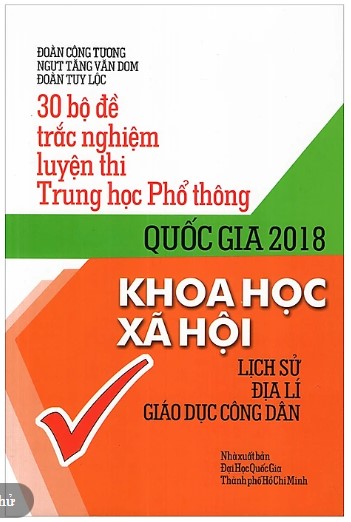 ĐOÀN CÔNG TƯƠNG
NGỤT TĂNG VĂN DOM
ĐOÀN TUY LỘC
30 bộ đề
trắc nghiệm
luyện thi
Trung học Phổ thông
QUỐC GIA 2018
KHOA HỌC
XÃ HỘI
LỊCH SỬ
ĐỊA LÍ
GIÁO DỤC CÔNG DÂN
Nhà xuất bản
Đại Học Quốc Gia
Thành phố Hồ Chí Minh
hử